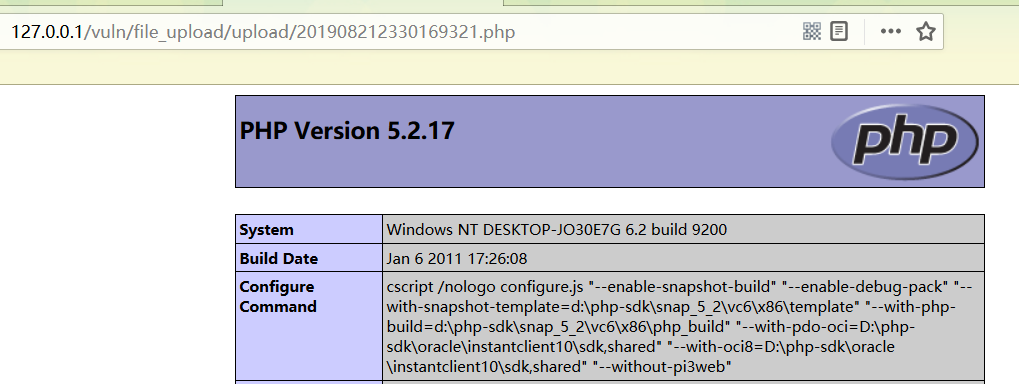 127.0.0.1/vuln/file_upload/upload/201908212330169321.php
PHP Version 5.2.17
php
System Windows NT DESKTOP-JO30E7G 6.2 build 9200
Build Date Jan 6 2011 17:26:08
Configure Command cscript /nologo configure.js "--enable-snapshot-build" "--enable-debug-pack" "--
with-snapshot-template=d:\php-sdk\snap_5_2\vc6\x86\template" "--with-php-
build=d:\php-sdk\snap_5_2\vc6\x86\php_build" "--with-pdo-oci=D:\php-
sdk\oracle\instantclient10\sdk,shared" "--with-oci8=D:\php-sdk\oracle
\instantclient10\sdk,shared" "--without-pi3web"